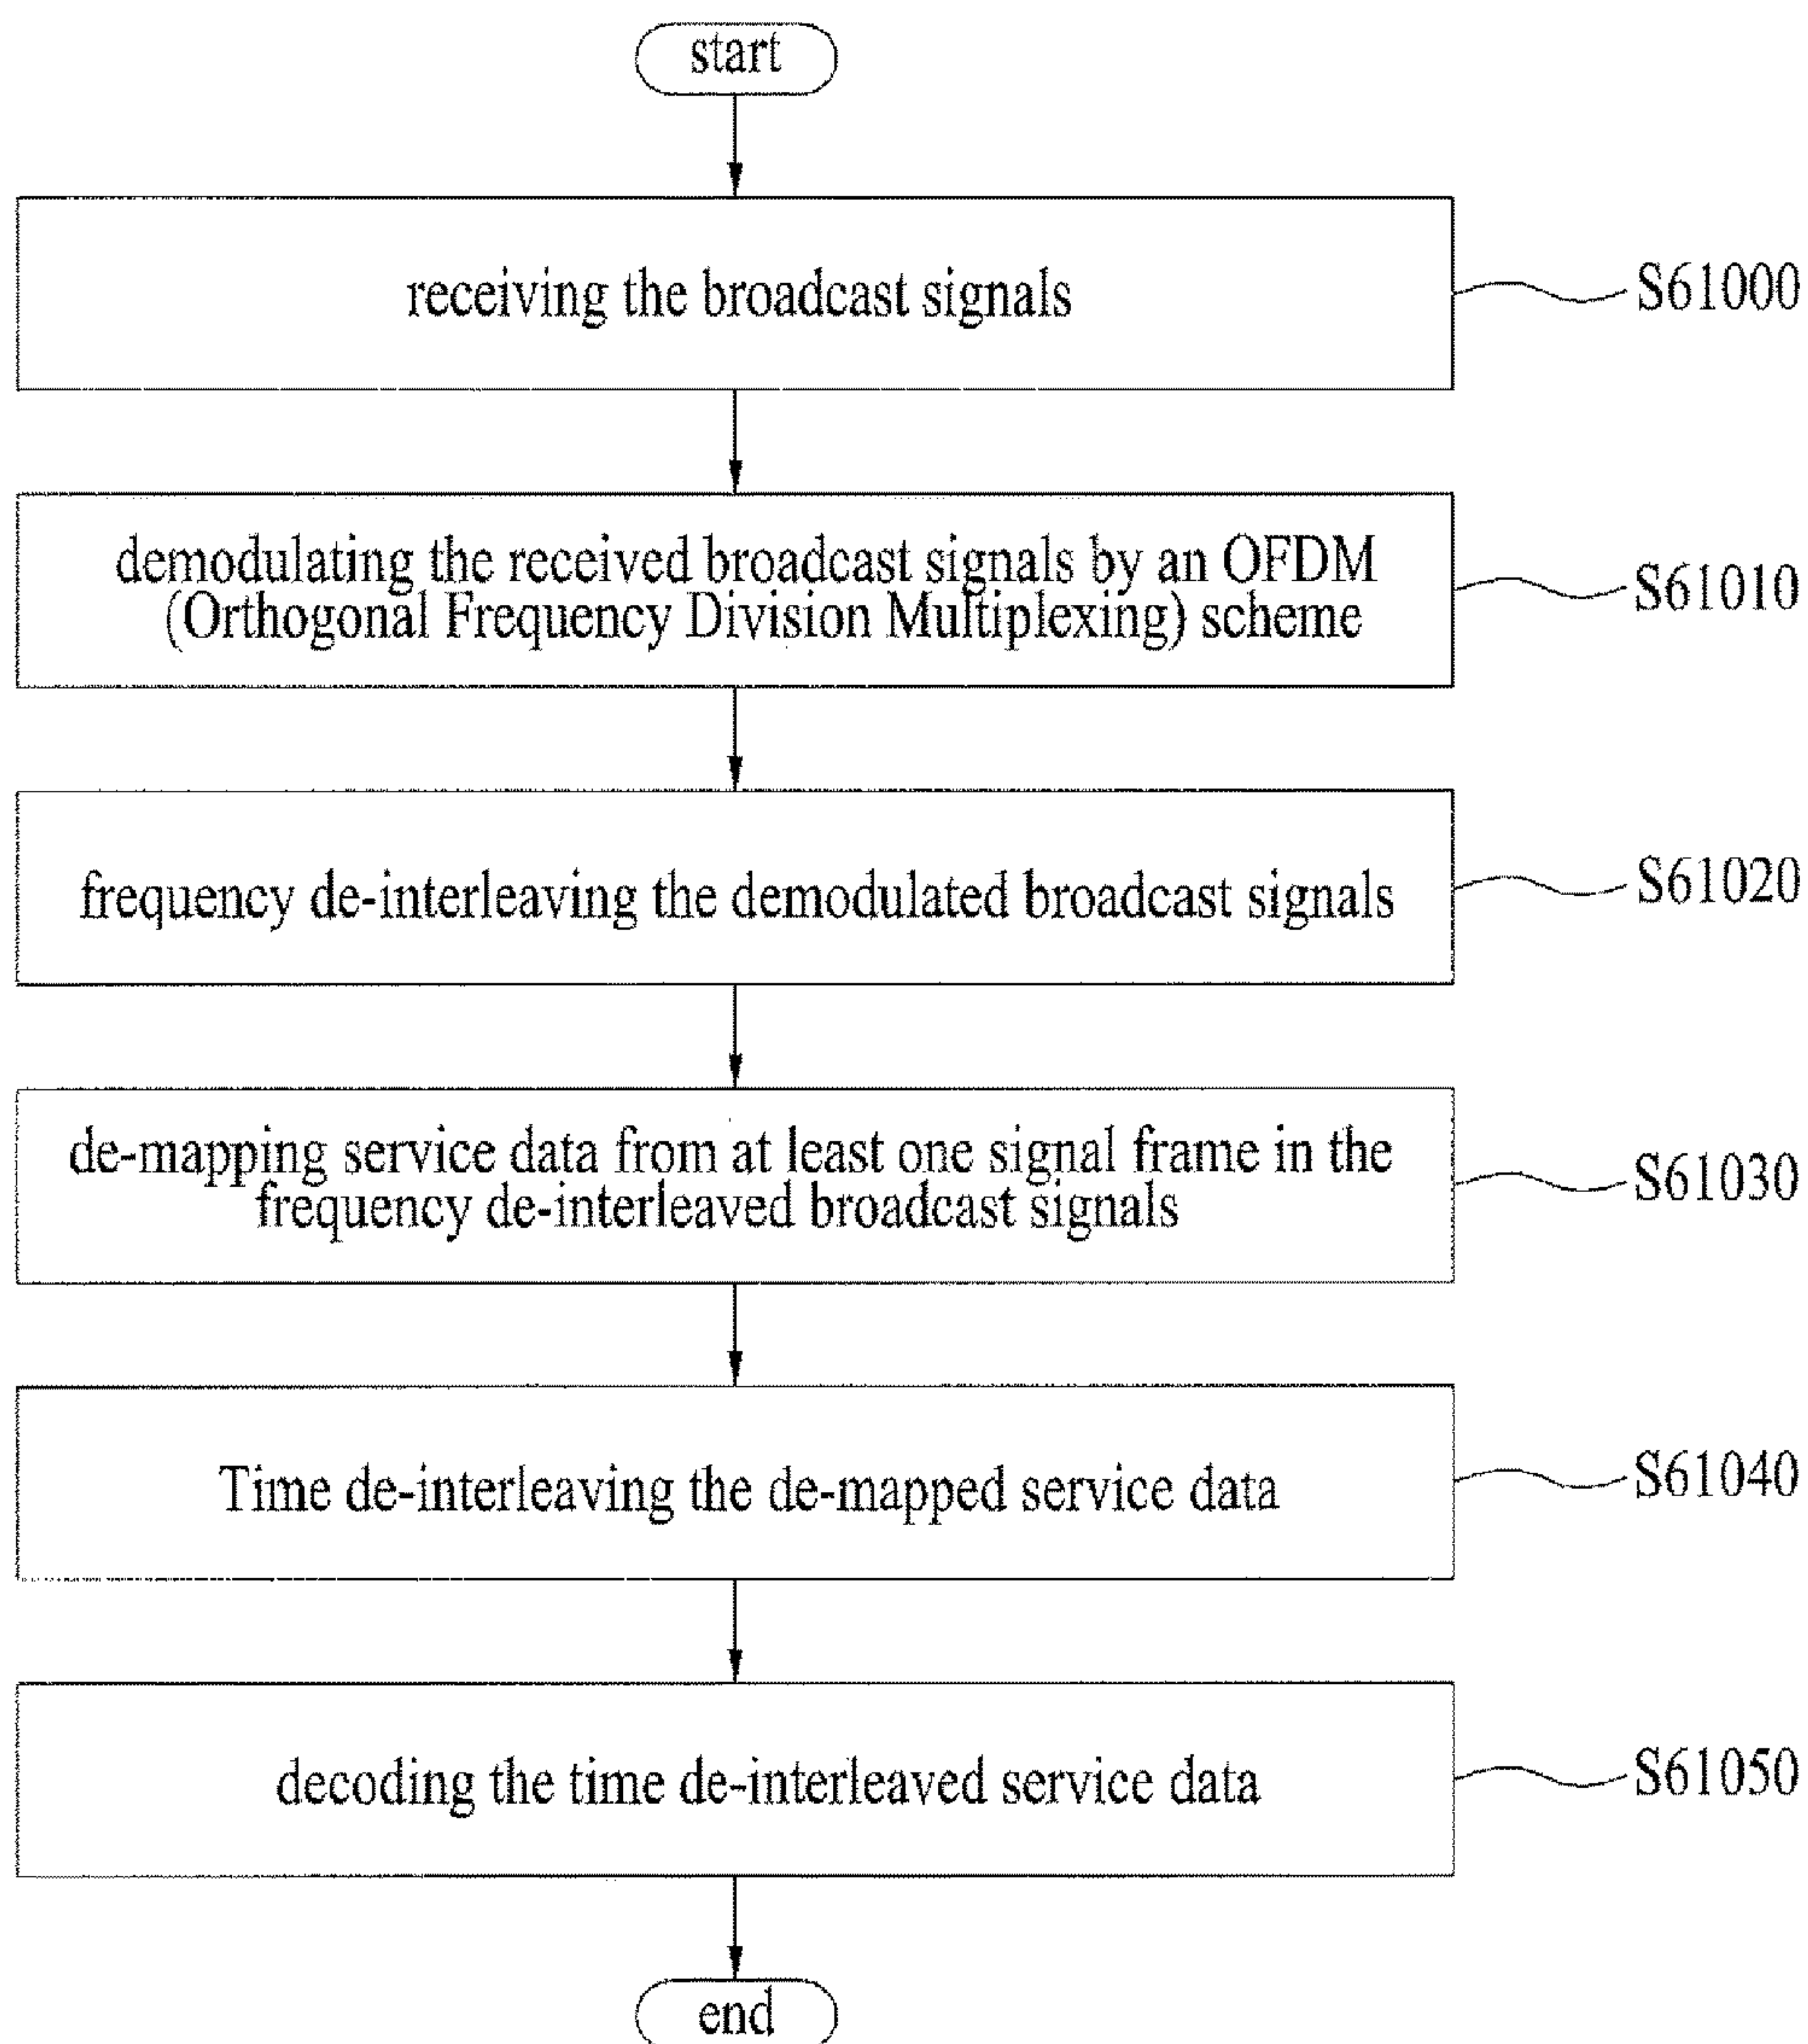 start
receiving the broadcast signals
S61000
demodulating the received broadcast signals by an OFDM
(Orthogonal Frequency Division Multiplexing) scheme
S61010
frequency de-interleaving the demodulated broadcast signals
S61020
de-mapping service data from at least one signal frame in the
frequency de-interleaved broadcast signals
S61030
Time de-interleaving the de-mapped service data
S61040
decoding the time de-interleaved service data
S61050
end